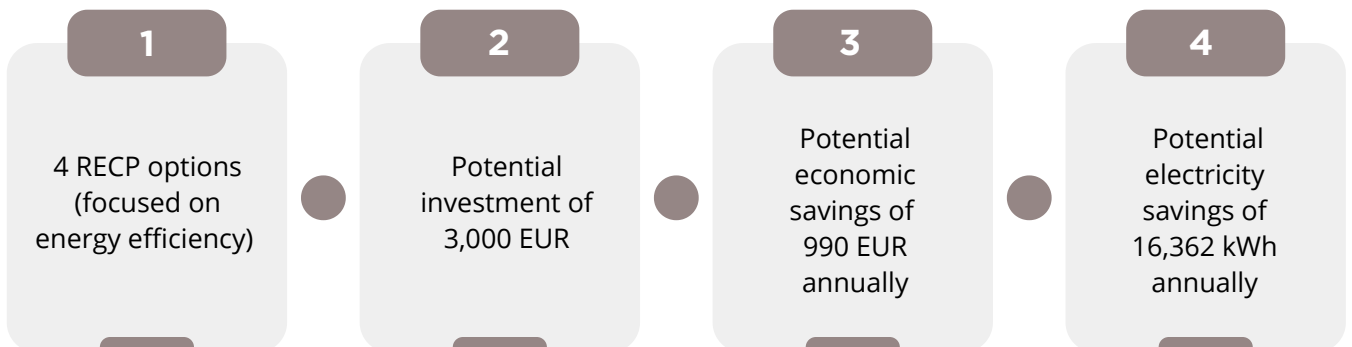 1
4 RECP options
(focused on
energy efficiency)
2
Potential
investment of
3,000 EUR
3
Potential
economic
savings of
990 EUR
annually
4
Potential
electricity
savings of
16,362 kWh
annually